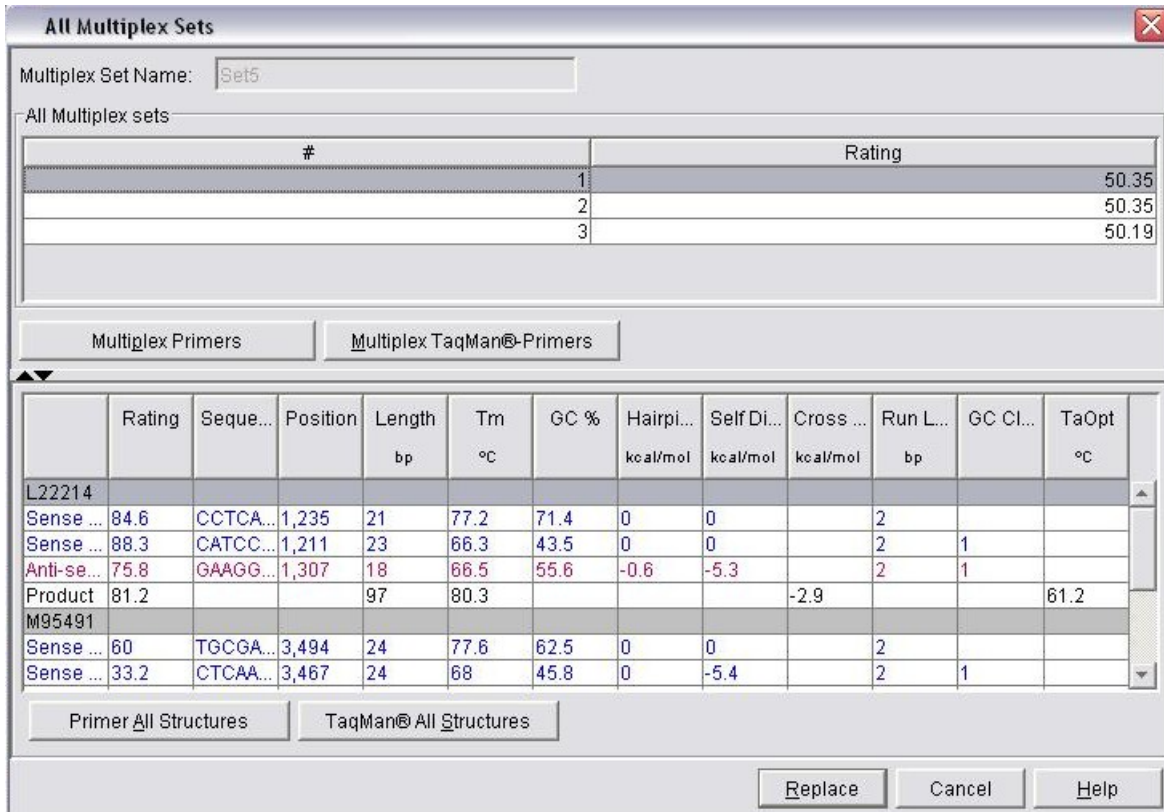 All Multiplex Sets
Multiplex Set Name: Set5
All Multiplex sets
# Rating
1 50.35
2 50.35
3 50.19
Multiplex Primers Multiplex TaqMan®-Primers
Rating Seque... Position Length Tm GC % Hairpi... Self Di... Cross ... Run L... GC Cl... TaOpt
bp °C kcal/mol kcal/mol kcal/mol bp °C
L22214
Sense ... 84.6 CCTCA... 1,235 21 77.2 71.4 0 0 2
Sense ... 88.3 CATCC... 1,211 23 66.3 43.5 0 0 2 1
Anti-se... 75.8 GAAGG... 1,307 18 66.5 55.6 -0.6 -5.3 2 1
Product 81.2 97 80.3 -2.9 61.2
M95491
Sense ... 60 TGCGA... 3,494 24 77.6 62.5 0 0 2
Sense ... 33.2 CTCAA... 3,467 24 68 45.8 0 -5.4 2 1
Primer All Structures TaqMan® All Structures
Replace Cancel Help